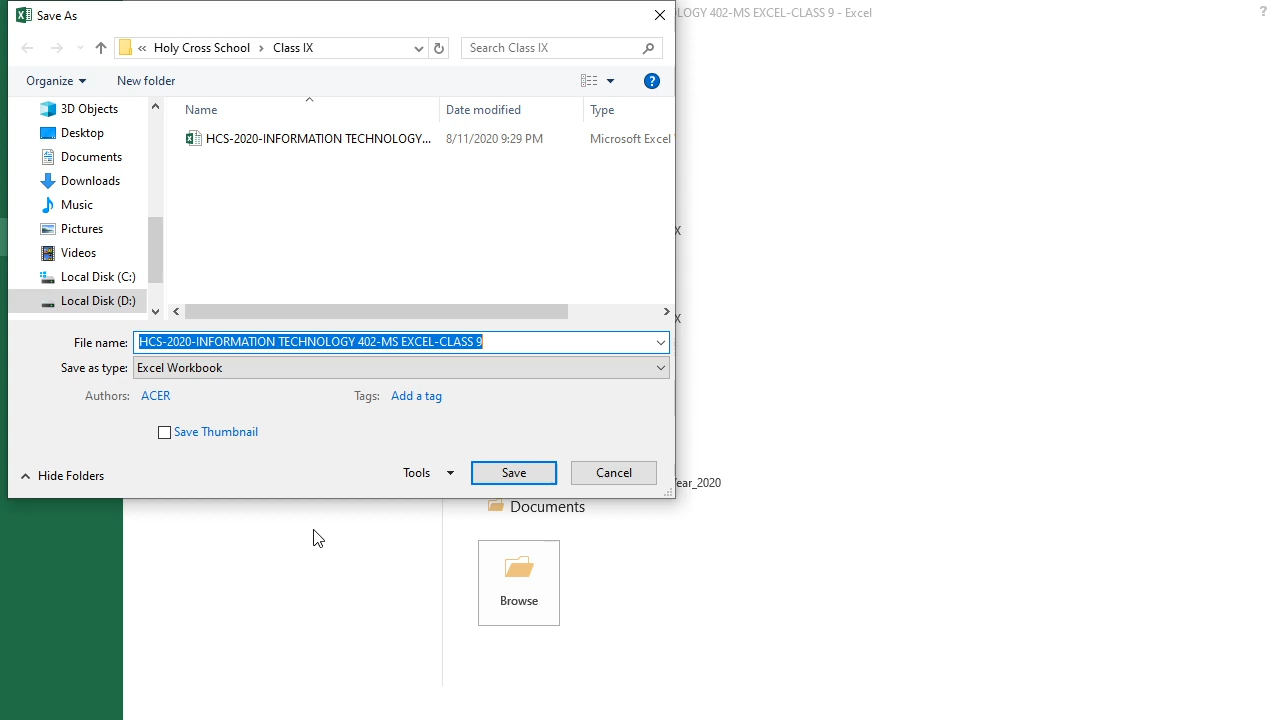 Save As
LOGY 402-MS EXCEL-CLASS 9 - Excel
?
« Holy Cross School › Class IX
Search Class IX
Organize
New folder
?
3D Objects
Desktop
Documents
Downloads
Music
Pictures
Videos
Local Disk (C:)
Local Disk (D:)
Name
Date modified
Type
HCS-2020-INFORMATION TECHNOLOGY...
8/11/2020 9:29 PM
Microsoft Excel
X
X
File name:
HCS-2020-INFORMATION TECHNOLOGY 402-MS EXCEL-CLASS 9
Save as type:
Excel Workbook
Authors:
ACER
Tags:
Add a tag
Save Thumbnail
Hide Folders
Tools
Save
Cancel
ear_2020
Documents
Browse